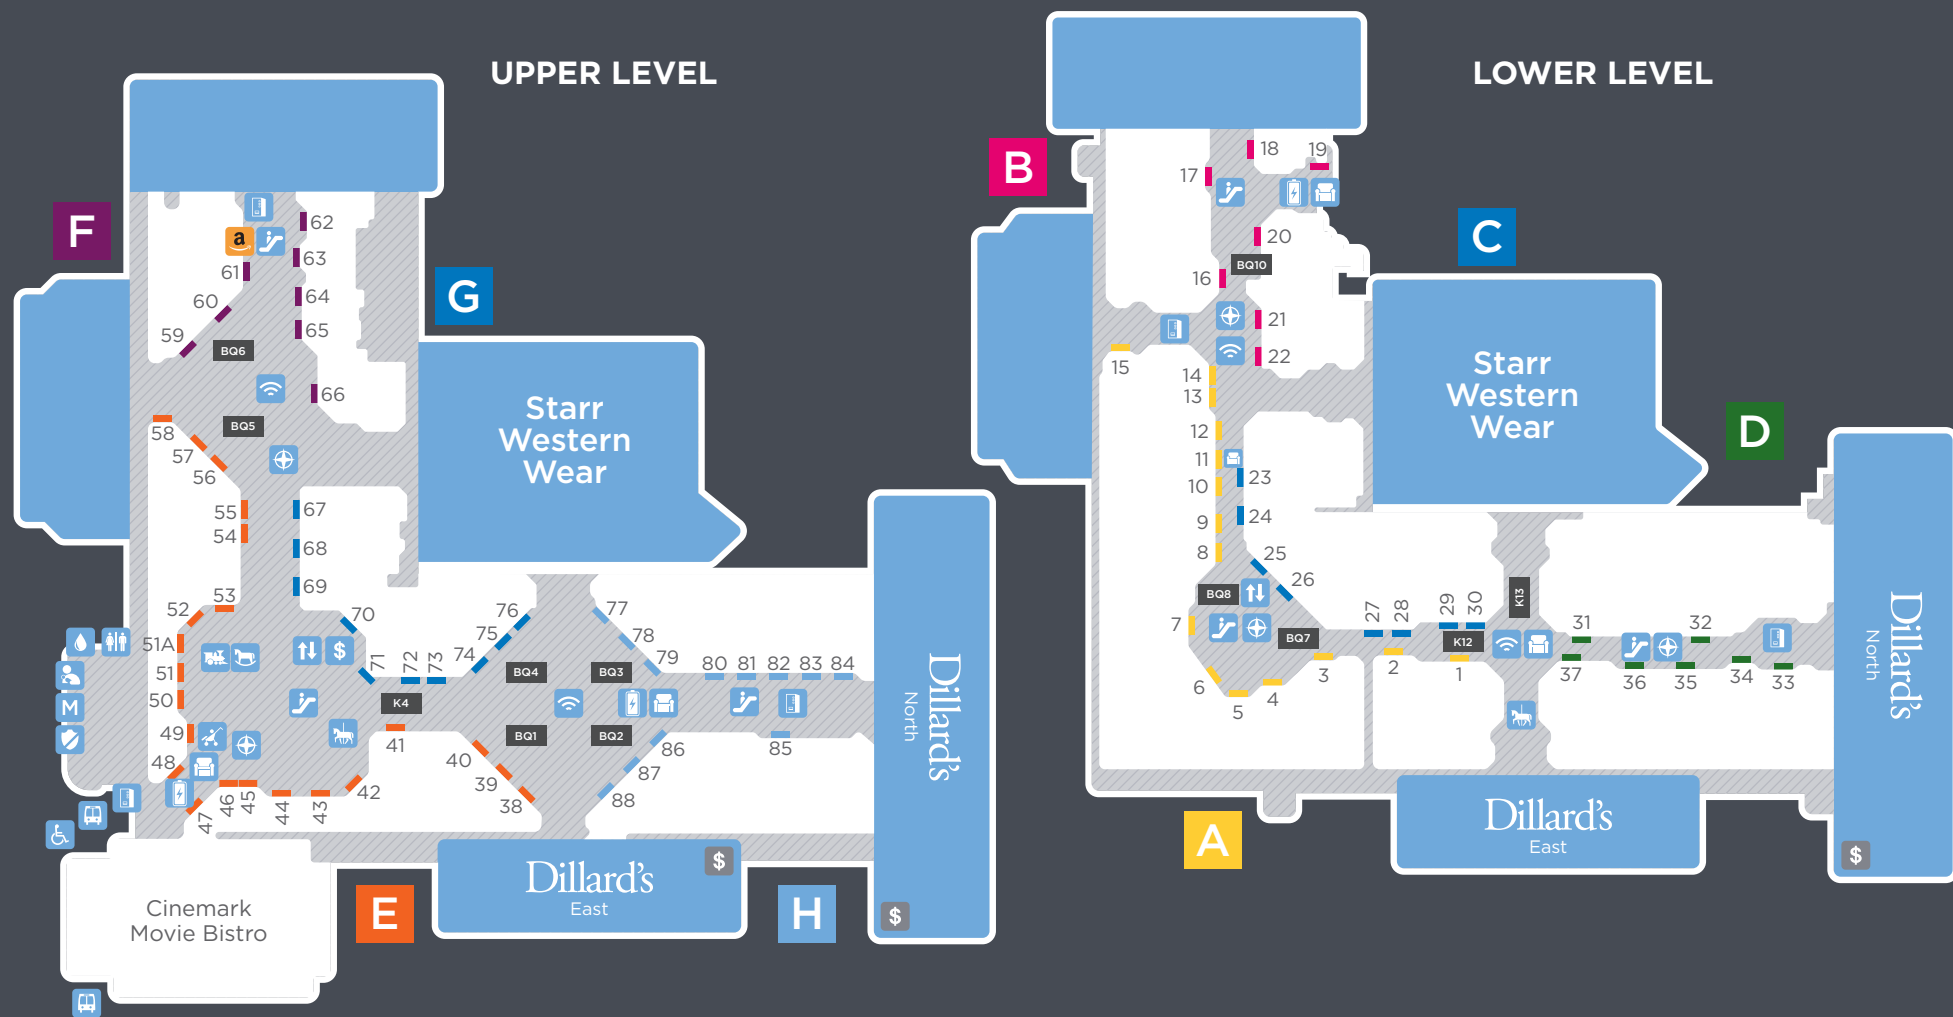 UPPER LEVEL
F
62
a
61
63
60
64
59
65
BQ6
66
G
58
BQ5
57
56
Starr
Western
Wear
55
67
54
68
69
53
52
70
76
77
51A
75
78
$
74
79
51
71
72
73
BQ4
BQ3
80
81
82
83
84
50
M
K4
49
41
BQ1
BQ2
86
85
48
40
87
39
42
88
38
47
46
45
44
43
Dillard's
North
Cinemark
Movie Bistro
E
Dillard's
East
$
H
$
LOWER LEVEL
B
18
19
17
20
BQ10
16
C
21
22
15
14
13
Starr
Western
Wear
12
11
23
10
9
24
8
25
26
BQ8
7
BQ7
27
28
29
30
K12
K13
31
32
D
6
5
4
3
2
1
37
36
35
34
33
Dillard's
North
A
Dillard's
East
$